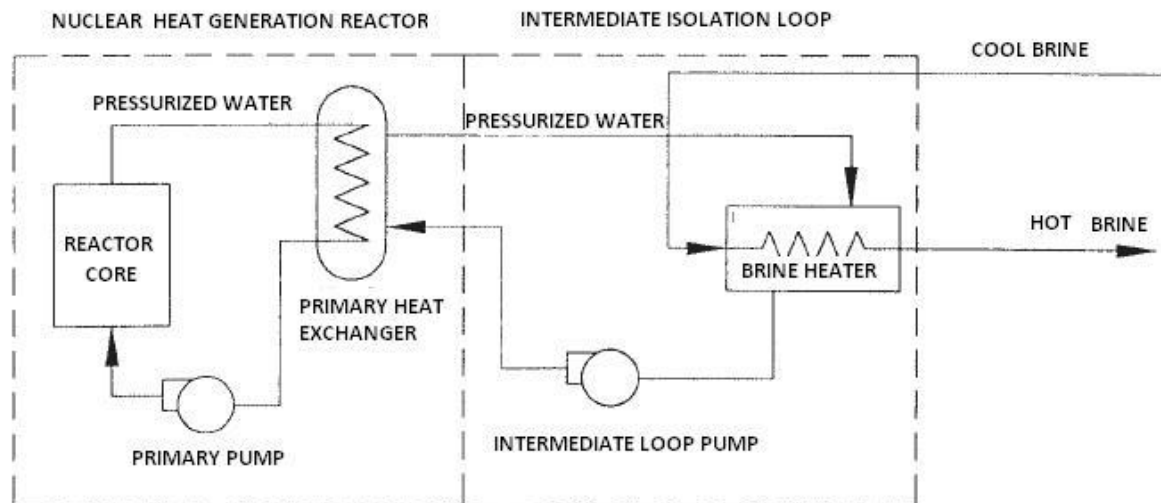 NUCLEAR HEAT GENERATION REACTOR
INTERMEDIATE ISOLATION LOOP
COOL BRINE
PRESSURIZED WATER
PRESSURIZED WATER
REACTOR
CORE
HOT BRINE
BRINE HEATER
PRIMARY HEAT
EXCHANGER
PRIMARY PUMP
INTERMEDIATE LOOP PUMP